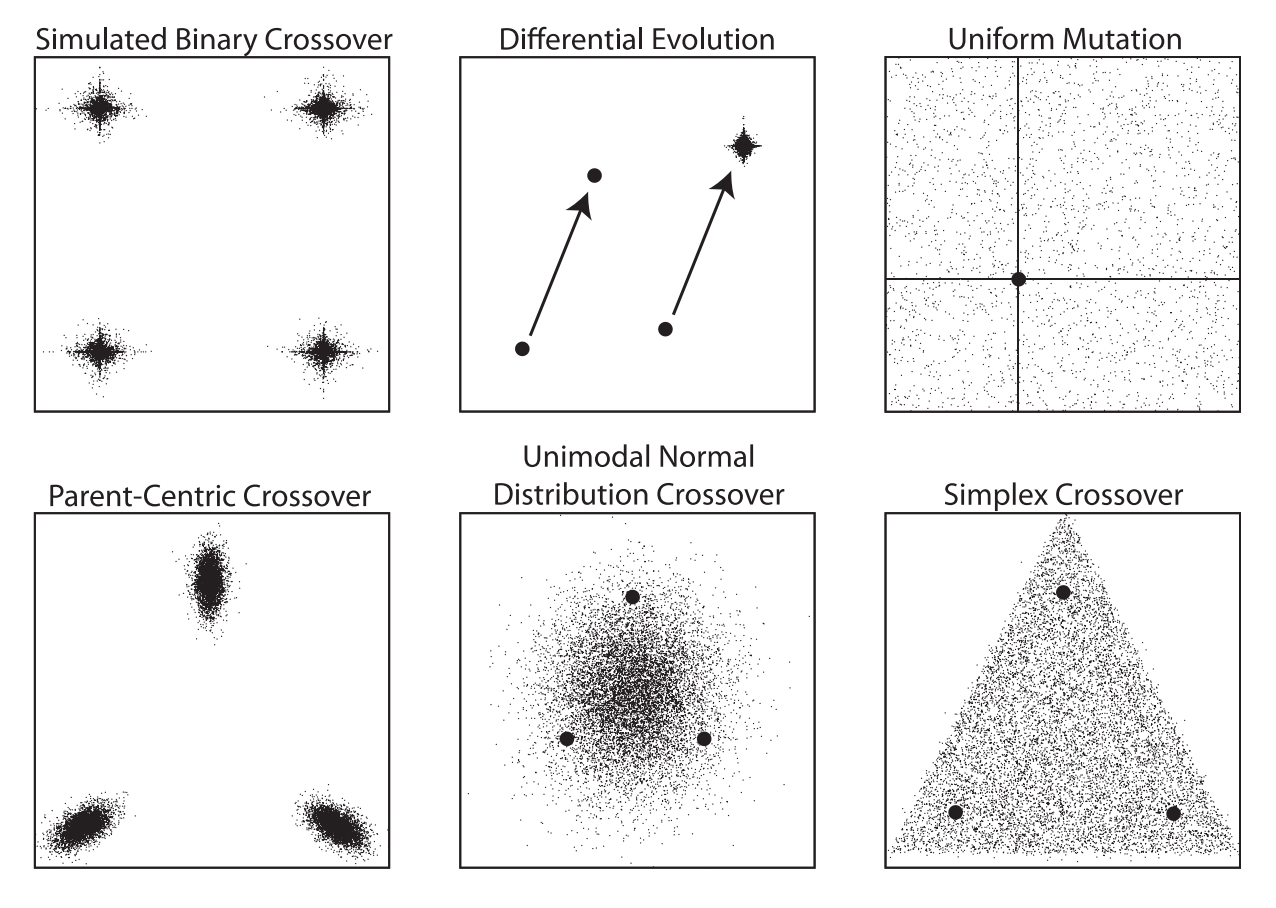 Simulated Binary Crossover
Differential Evolution
Uniform Mutation
Parent-Centric Crossover
Unimodal Normal
Distribution Crossover
Simplex Crossover